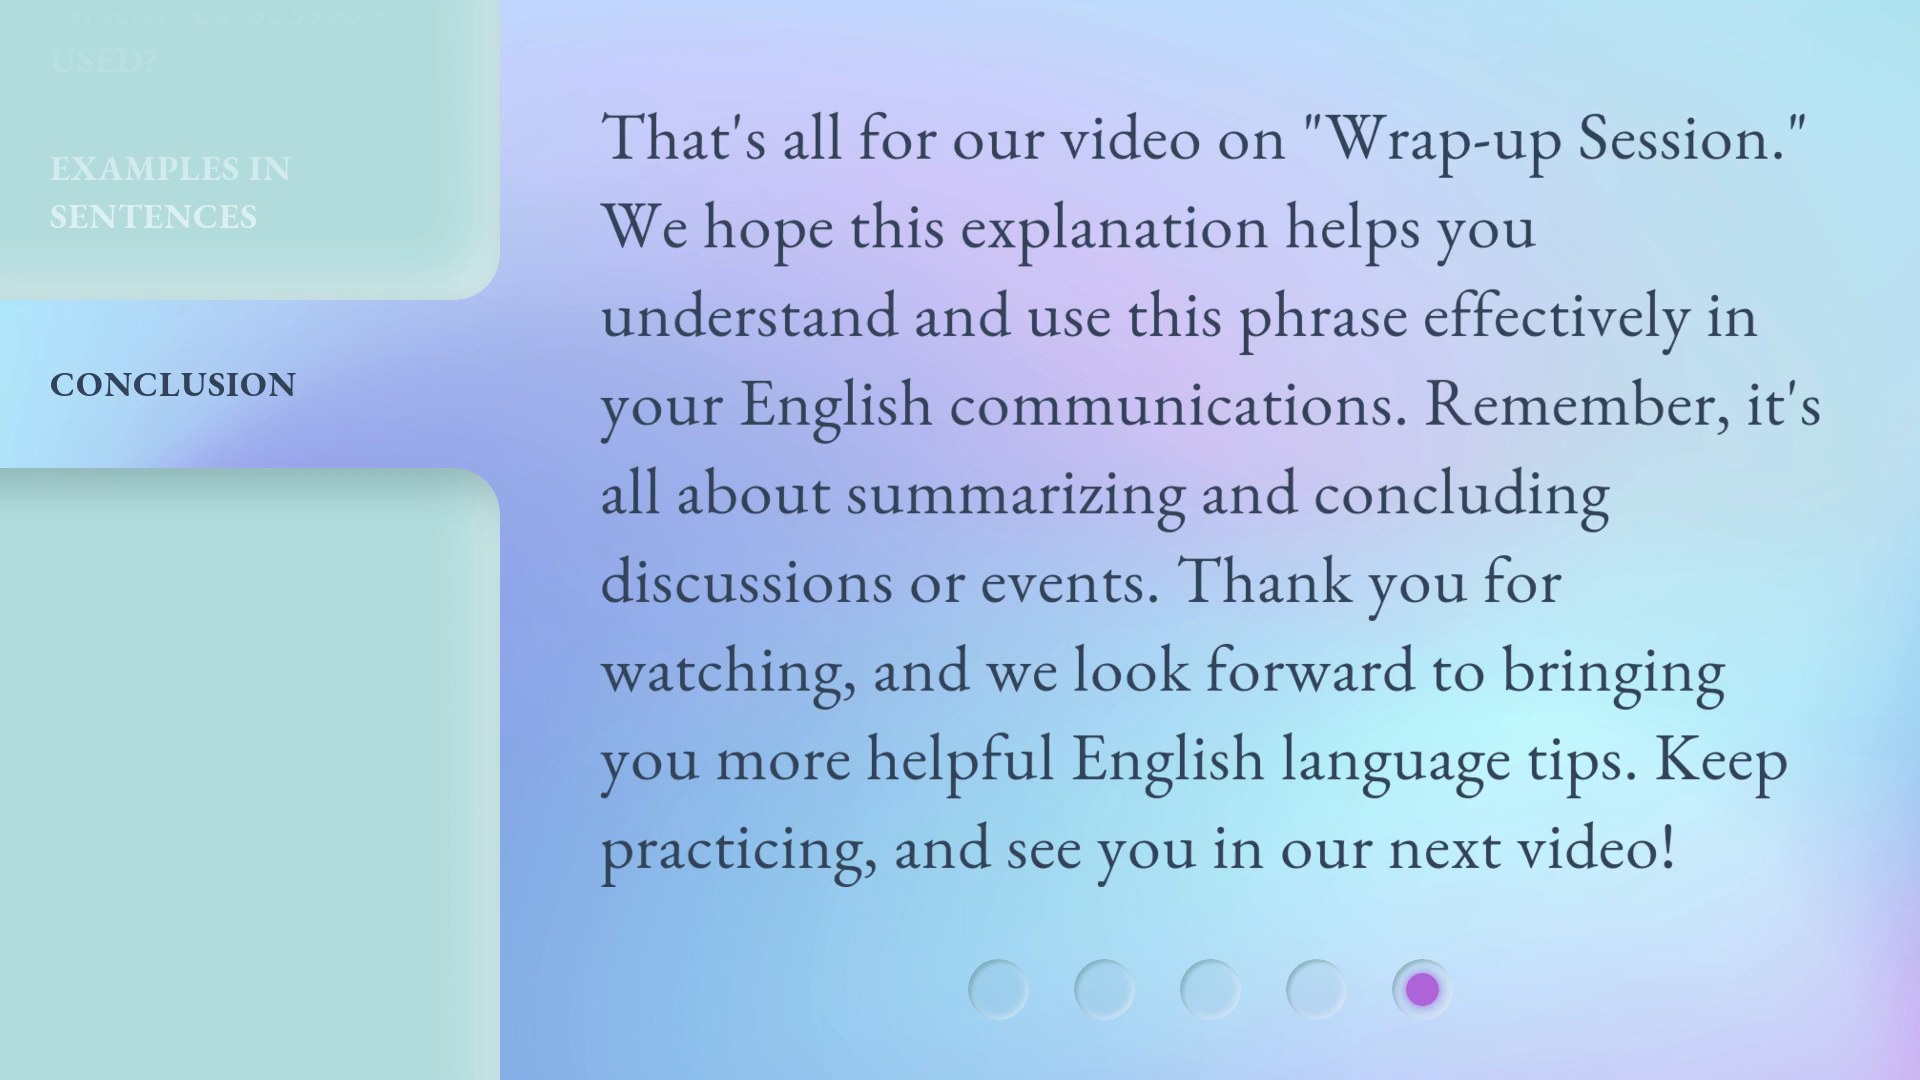 USED?
EXAMPLES IN
SENTENCES
CONCLUSION
That's all for our video on "Wrap-up Session."
We hope this explanation helps you
understand and use this phrase effectively in
your English communications. Remember, it's
all about summarizing and concluding
discussions or events. Thank you for
watching, and we look forward to bringing
you more helpful English language tips. Keep
practicing, and see you in our next video!